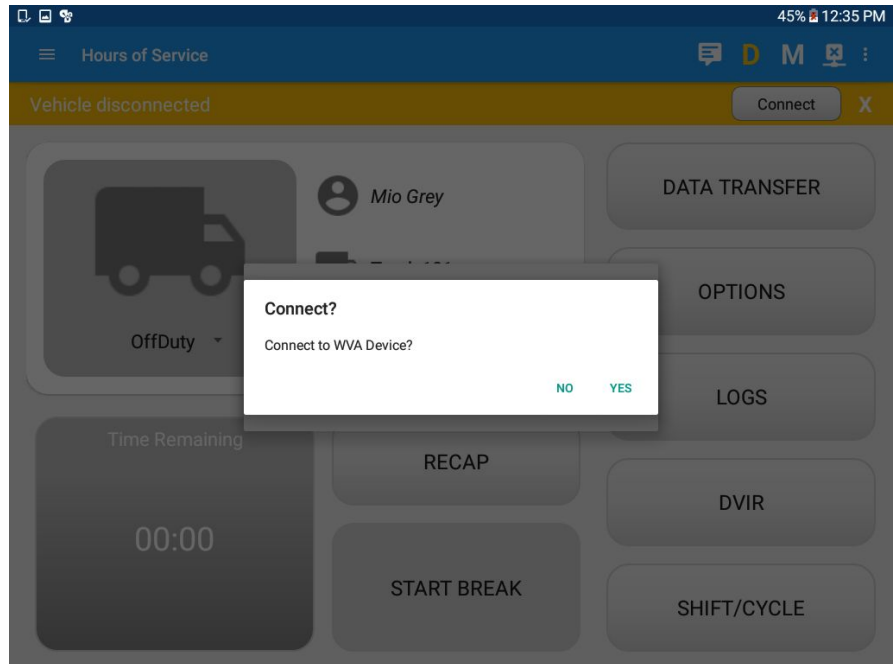 45% 12:35 PM
Hours of Service
D M
Vehicle disconnected
Connect X
Mio Grey
DATA TRANSFER
OPTIONS
Connect?
Connect to WVA Device?
NO YES
OffDuty
LOGS
Time Remaining
00:00
RECAP
DVIR
START BREAK
SHIFT/CYCLE